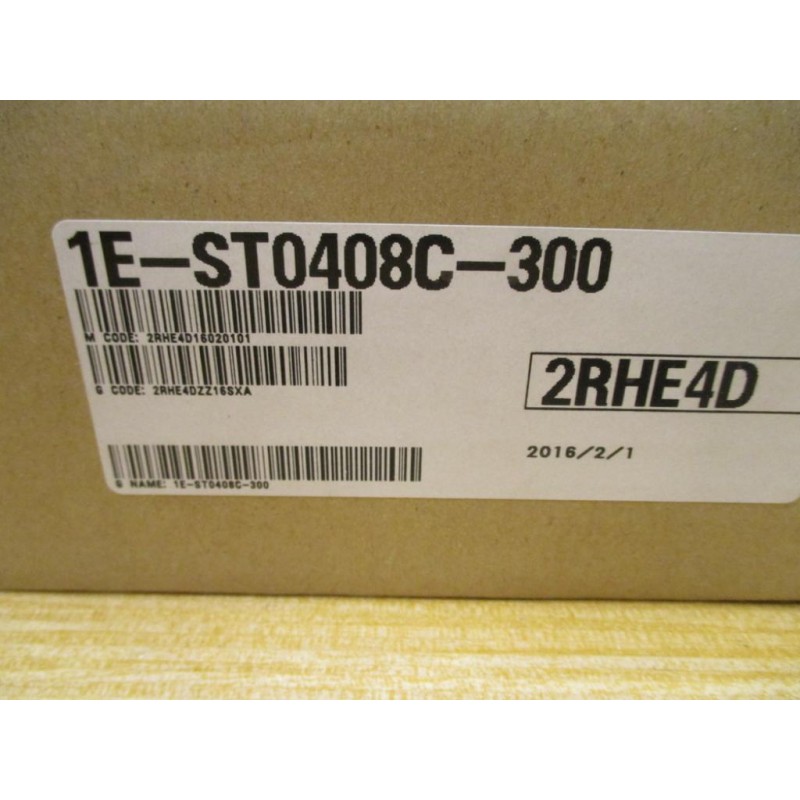 1E-ST0408C-300
M CODE: 2RHE4D16020101
G CODE: 2RHE4DZZ16SXA
2RHE4D
2016/2/1
G NAME: 1E-ST0408C-300